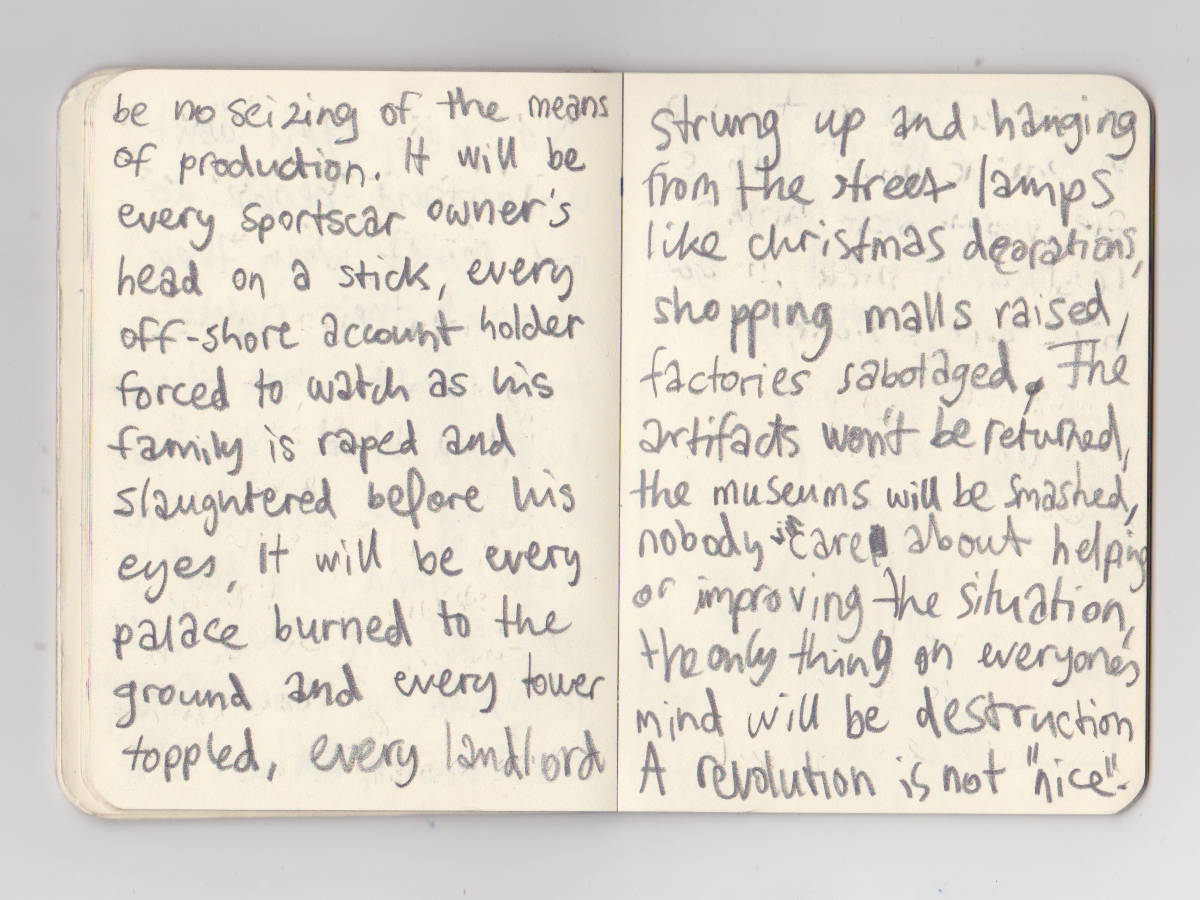 be no seizing of the means
of production. It will be
every sportscar owner's
head on a stick, every
off-shore account holder
forced to watch as his
family is raped and
slaughtered before his
eyes, It will be every
palace burned to the
ground and every tower
toppled, every landlord
strung up and hanging
from the street lamps
like christmas decorations,
shopping malls raised,
factories sabotaged, The
artifacts won't be returned,
the museums will be smashed,
nobody care about helping
or improving the situation,
the only thing on everyone's
mind will be destruction
A revolution is not "nice".